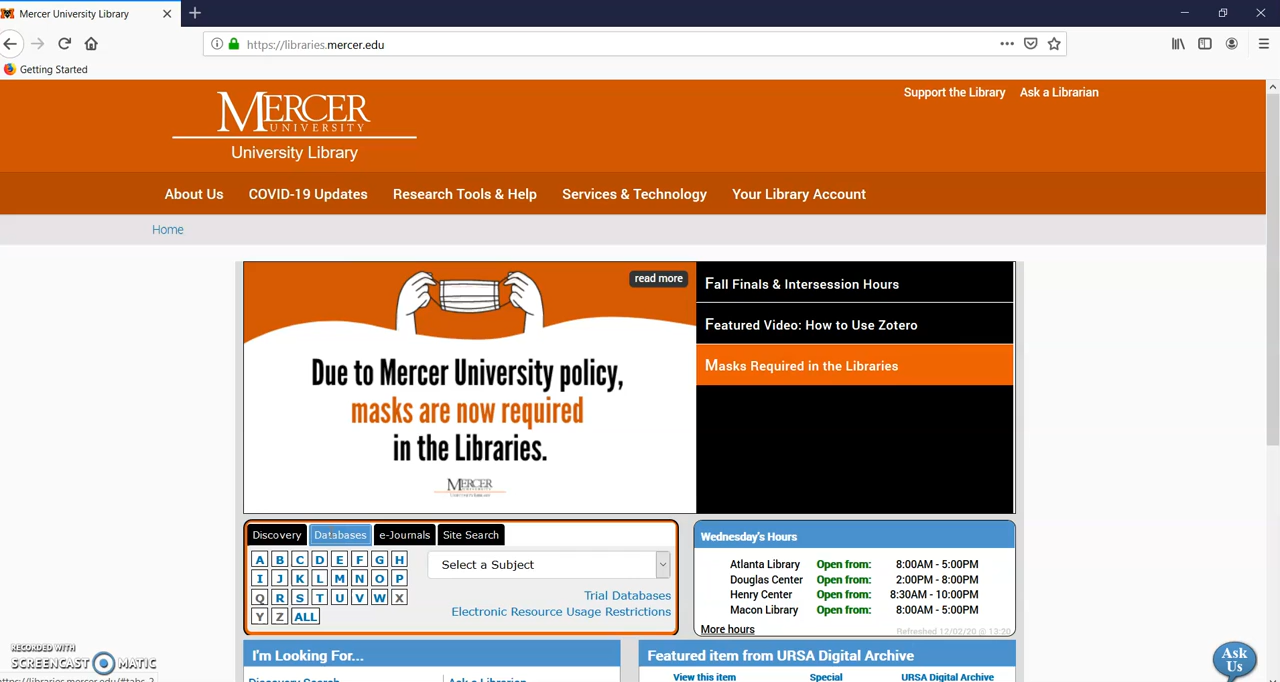 Mercer University Library
https://libraries.mercer.edu
Getting Started
Support the Library Ask a Librarian
MERCER
UNIVERSITY
University Library
About Us COVID-19 Updates Research Tools & Help Services & Technology Your Library Account
Home
read more
Due to Mercer University policy,
masks are now required
in the Libraries.
MERCER
UNIVERSITY
Fall Finals & Intersession Hours
Featured Video: How to Use Zotero
Masks Required in the Libraries
Discovery Databases e-Journals Site Search
A B C D E F G H
I J K L M N O P
Q R S T U V W X
Y Z ALL
Select a Subject
Trial Databases
Electronic Resource Usage Restrictions
Wednesday's Hours
Atlanta Library Open from: 8:00AM - 5:00PM
Douglas Center Open from: 2:00PM - 8:00PM
Henry Center Open from: 8:30AM - 10:00PM
Macon Library Open from: 8:00AM - 5:00PM
More hours Refreshed 12/02/20 @ 13:20
I'm Looking For...
Discovery Search Ask a Librarian
Featured item from URSA Digital Archive
View this item Special URSA Digital Archive
Ask
Us
RECORDED WITH
SCREENCAST MATIC
https://libraries.mercer.edu/#tabs-2